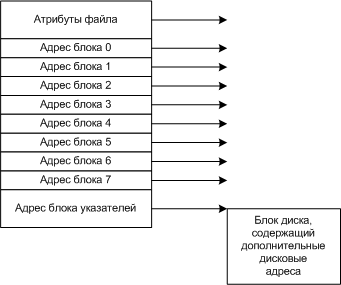 Атрибуты файла
Адрес блока 0
Адрес блока 1
Адрес блока 2
Адрес блока 3
Адрес блока 4
Адрес блока 5
Адрес блока 6
Адрес блока 7
Адрес блока указателей
Блок диска,
содержащий
дополнительные
дисковые
адреса